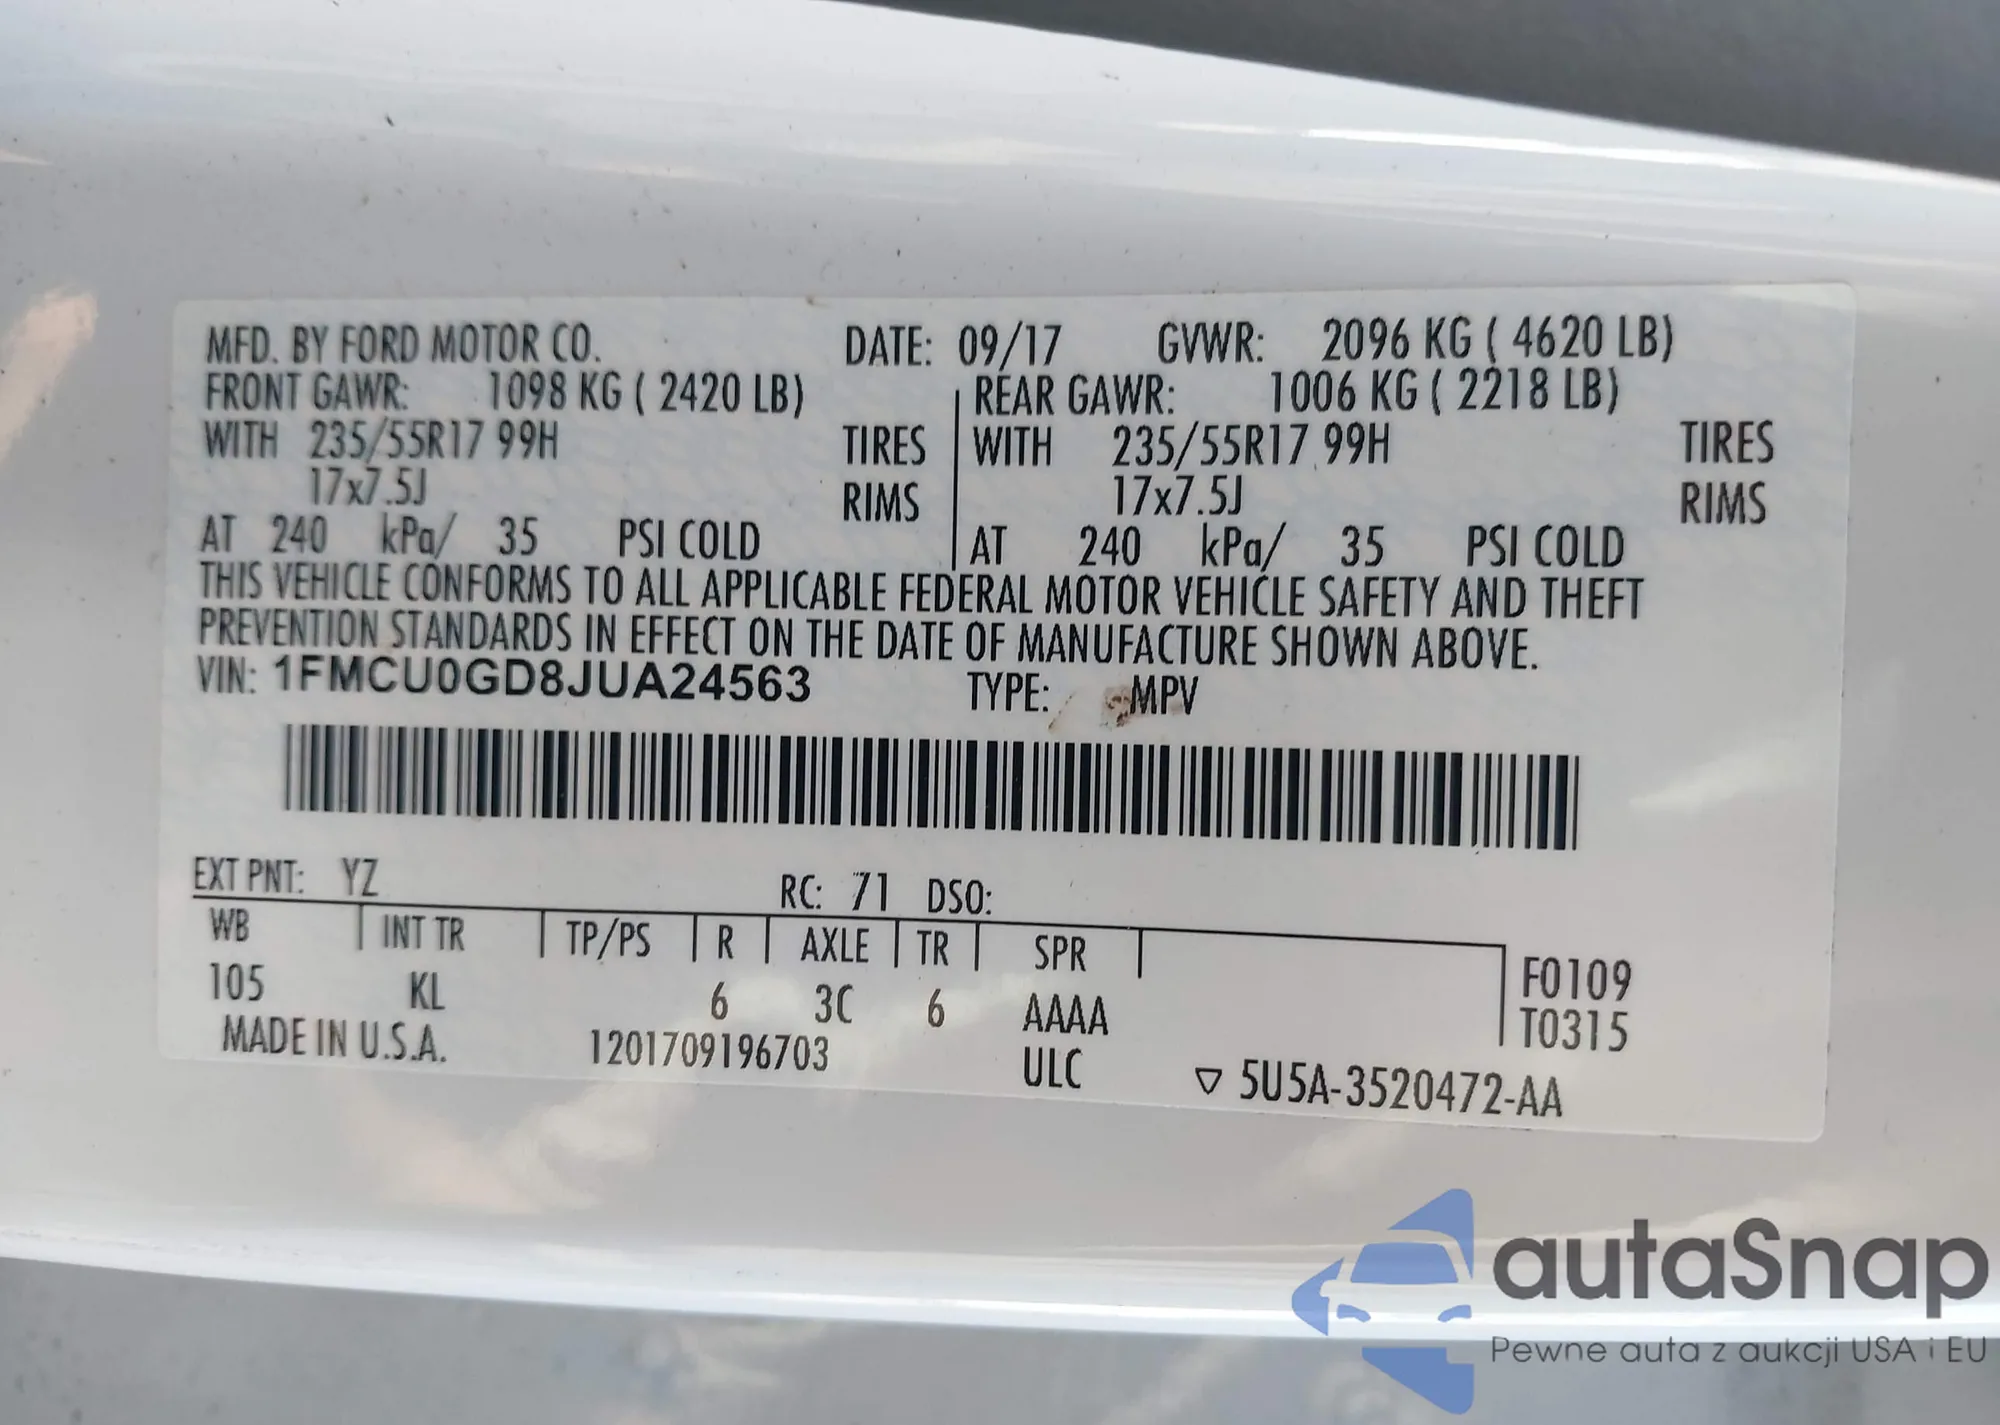 MFD. BY FORD MOTOR CO. DATE: 09/17 GVWR: 2096 KG ( 4620 LB)
FRONT GAWR: 1098 KG ( 2420 LB) REAR GAWR: 1006 KG ( 2218 LB)
WITH 235/55R17 99H TIRES WITH 235/55R17 99H TIRES
17x7.5J RIMS 17x7.5J RIMS
AT 240 kPa/ 35 PSI COLD AT 240 kPa/ 35 PSI COLD
THIS VEHICLE CONFORMS TO ALL APPLICABLE FEDERAL MOTOR VEHICLE SAFETY AND THEFT
PREVENTION STANDARDS IN EFFECT ON THE DATE OF MANUFACTURE SHOWN ABOVE.
VIN: 1FMCU0GD8JUA24563 TYPE: MPV
EXT PNT: YZ RC: 71 DSO:
WB INT TR TP/PS R AXLE TR SPR
105 KL 6 3C 6 AAAA
F0109
T0315
MADE IN U.S.A. 1201709196703 ULC ▽ 5U5A-3520472-AA
autaSnap
Pewne auta z aukcji USA i EU